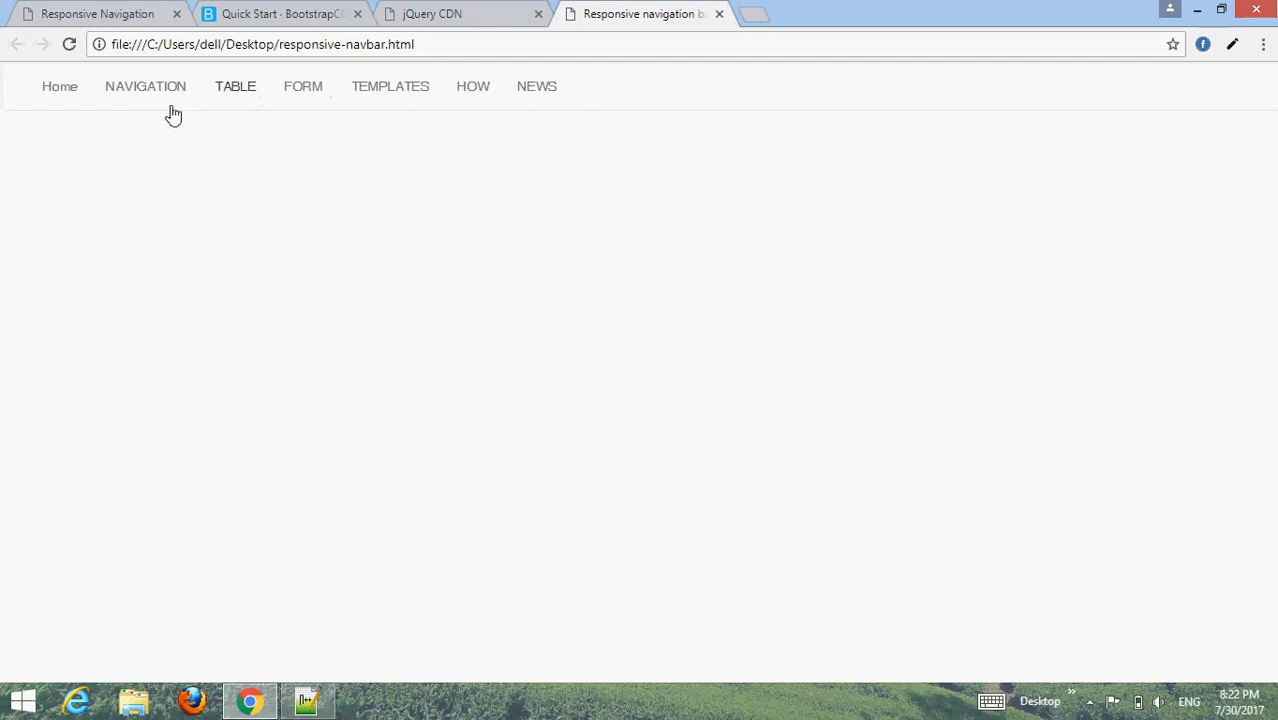 Responsive Navigation
Quick Start · BootstrapCD
jQuery CDN
Responsive navigation b
file:///C:/Users/dell/Desktop/responsive-navbar.html
Home NAVIGATION TABLE FORM TEMPLATES HOW NEWS
Desktop
ENG
8:22 PM
7/30/2017